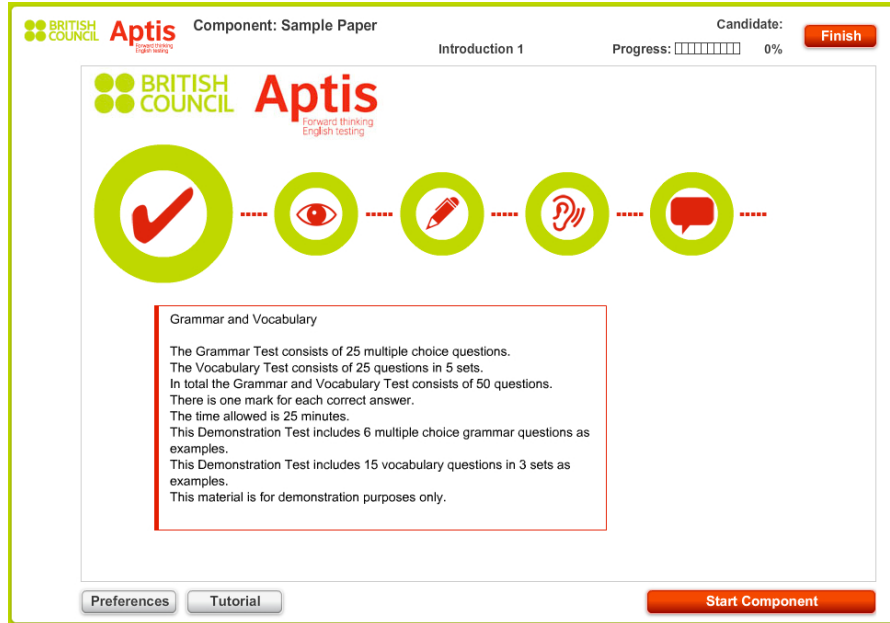 BRITISH
COUNCIL
Aptis
Forward thinking
English testing
Component: Sample Paper
Introduction 1
Candidate:
Progress: 0%
Finish
BRITISH
COUNCIL
Aptis
Forward thinking
English testing
Grammar and Vocabulary
The Grammar Test consists of 25 multiple choice questions.
The Vocabulary Test consists of 25 questions in 5 sets.
In total the Grammar and Vocabulary Test consists of 50 questions.
There is one mark for each correct answer.
The time allowed is 25 minutes.
This Demonstration Test includes 6 multiple choice grammar questions as
examples.
This Demonstration Test includes 15 vocabulary questions in 3 sets as
examples.
This material is for demonstration purposes only.
Preferences
Tutorial
Start Component